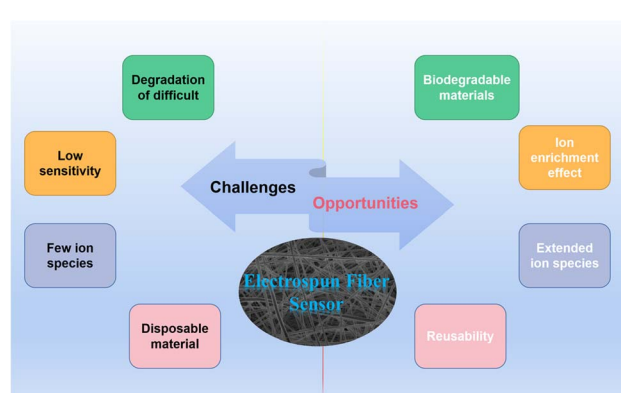 Degradation
of difficult
Low
sensitivity
Few ion
species
Disposable
material
Challenges
Opportunities
Electrospun Fiber
Sensor
Biodegradable
materials
Ion
enrichment
effect
Extended
ion species
Reusability